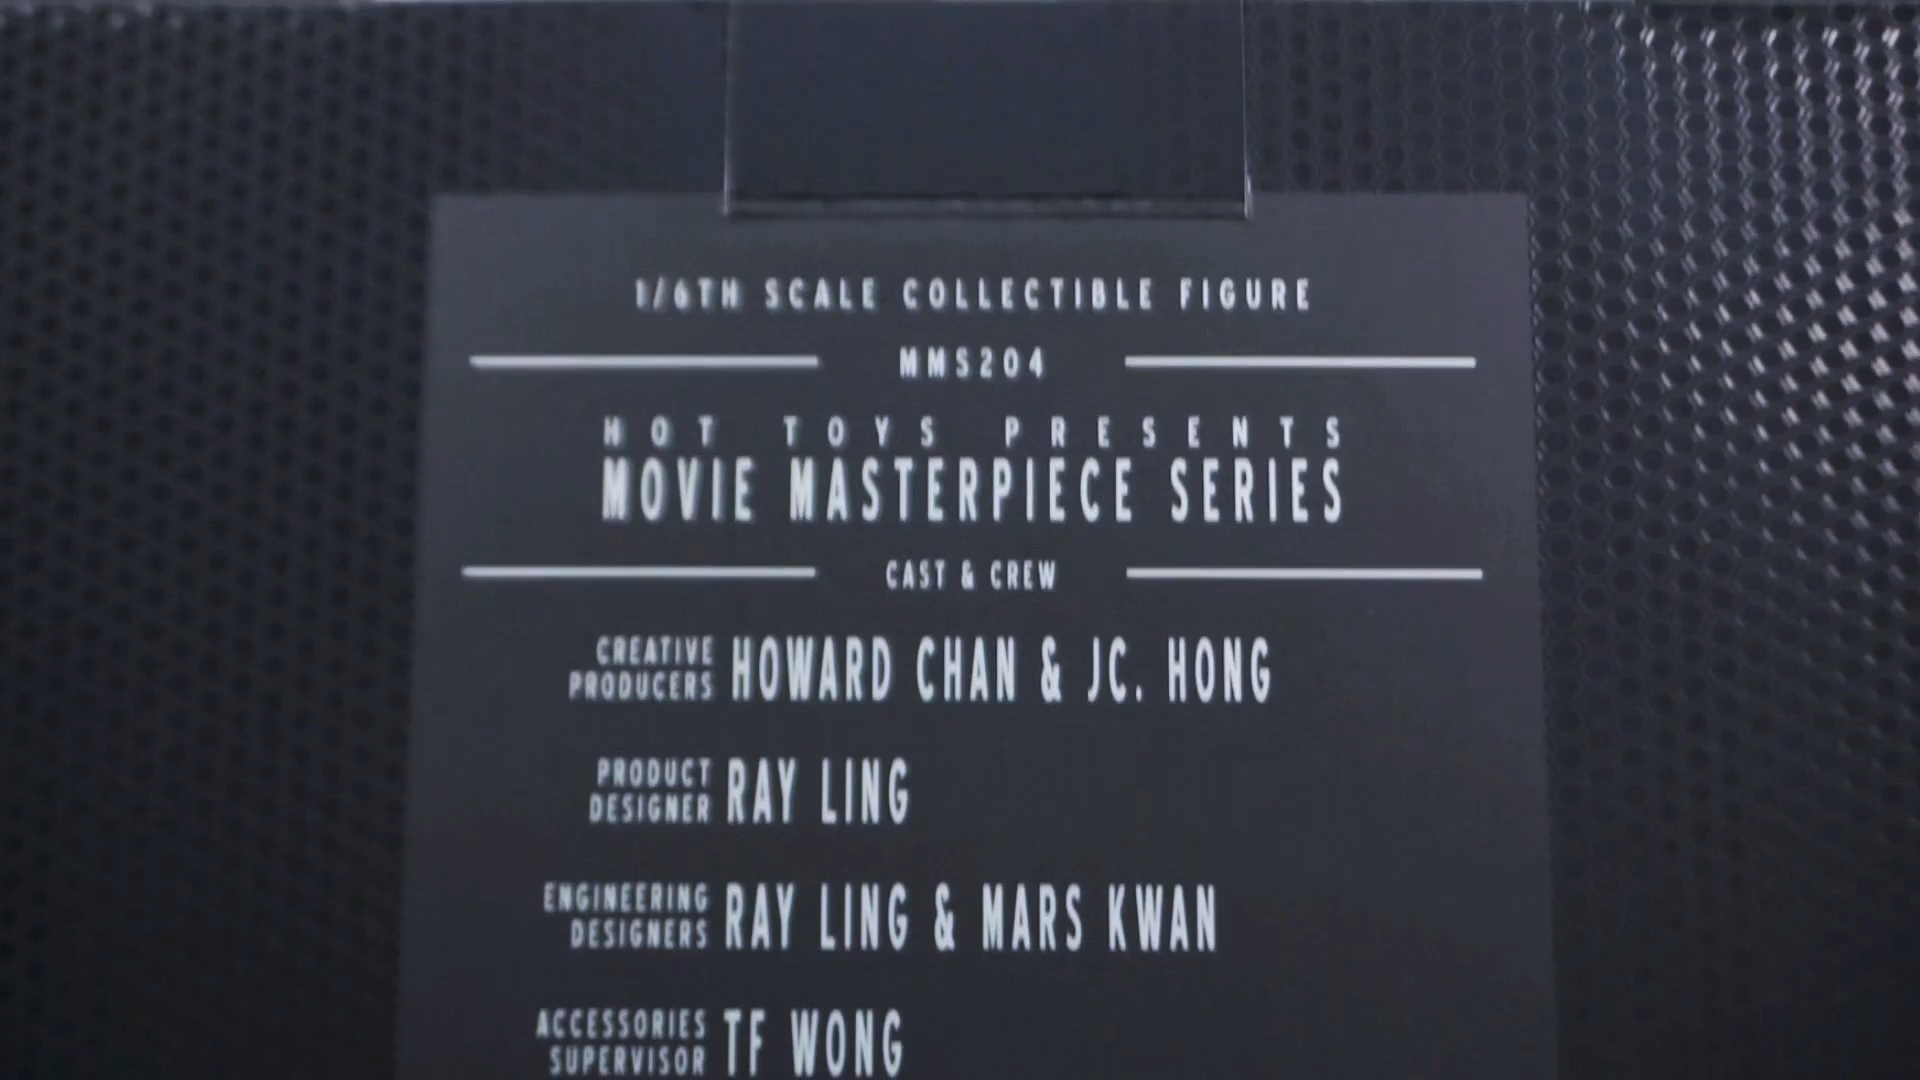 1/6TH SCALE COLLECTIBLE FIGURE
MMS204
HOT TOYS PRESENTS
MOVIE MASTERPIECE SERIES
CAST & CREW
CREATIVE PRODUCERS HOWARD CHAN & JC. HONG
PRODUCT DESIGNER RAY LING
ENGINEERING DESIGNERS RAY LING & MARS KWAN
ACCESSORIES SUPERVISOR TF WONG